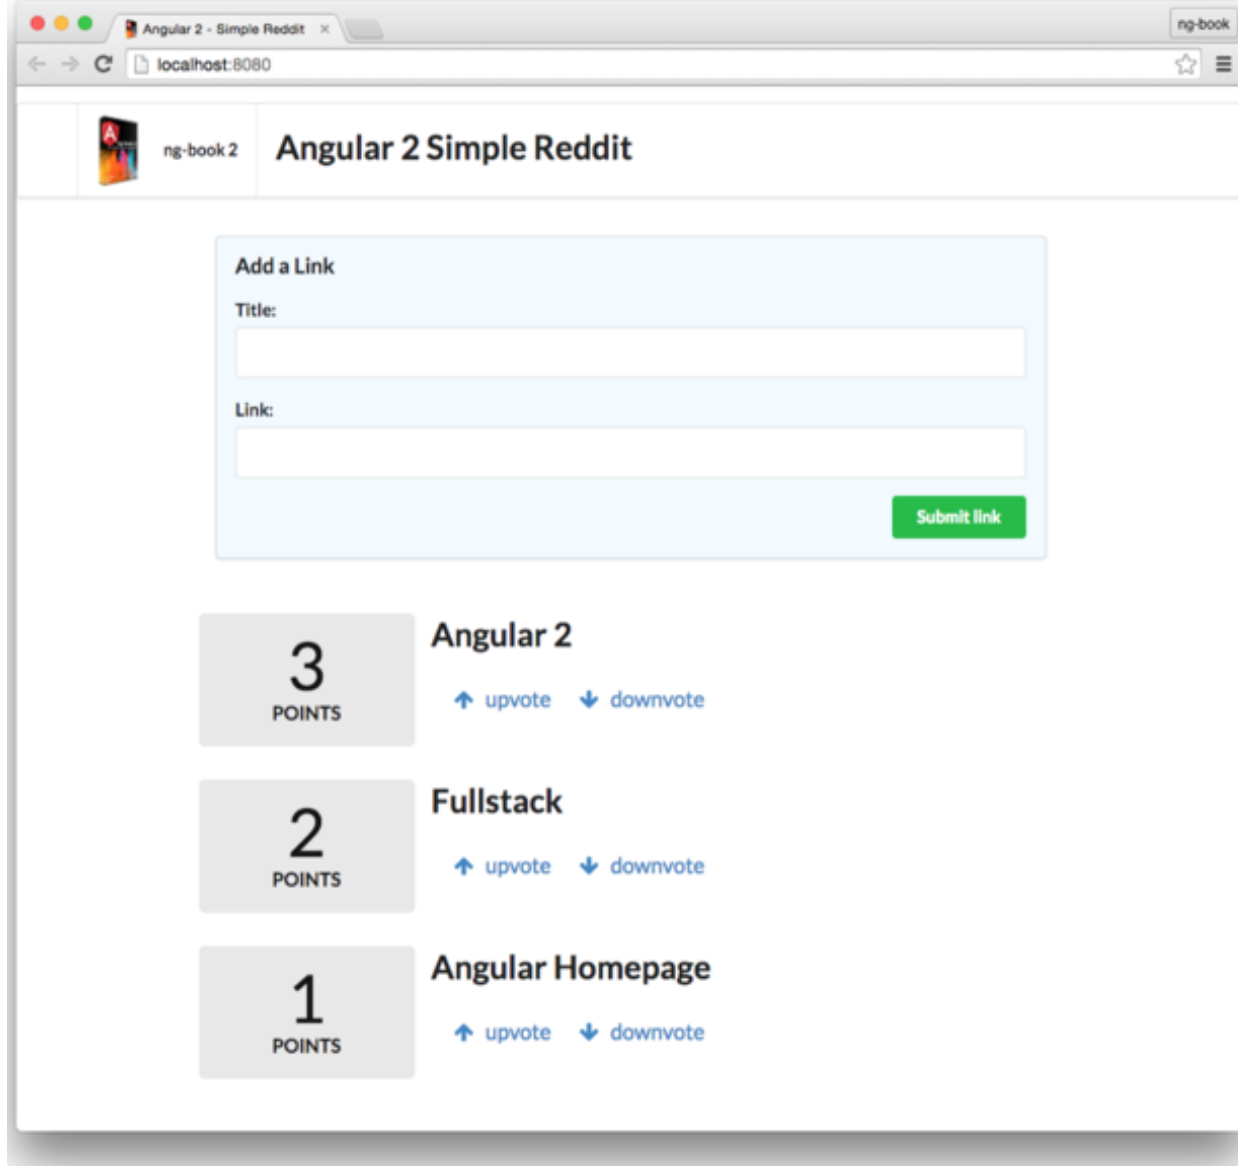 Angular 2 - Simple Reddit
ng-book
localhost:8080
ng-book 2
Angular 2 Simple Reddit
Add a Link
Title:
Link:
Submit link
3
POINTS
Angular 2
upvote downvote
2
POINTS
Fullstack
upvote downvote
1
POINTS
Angular Homepage
upvote downvote